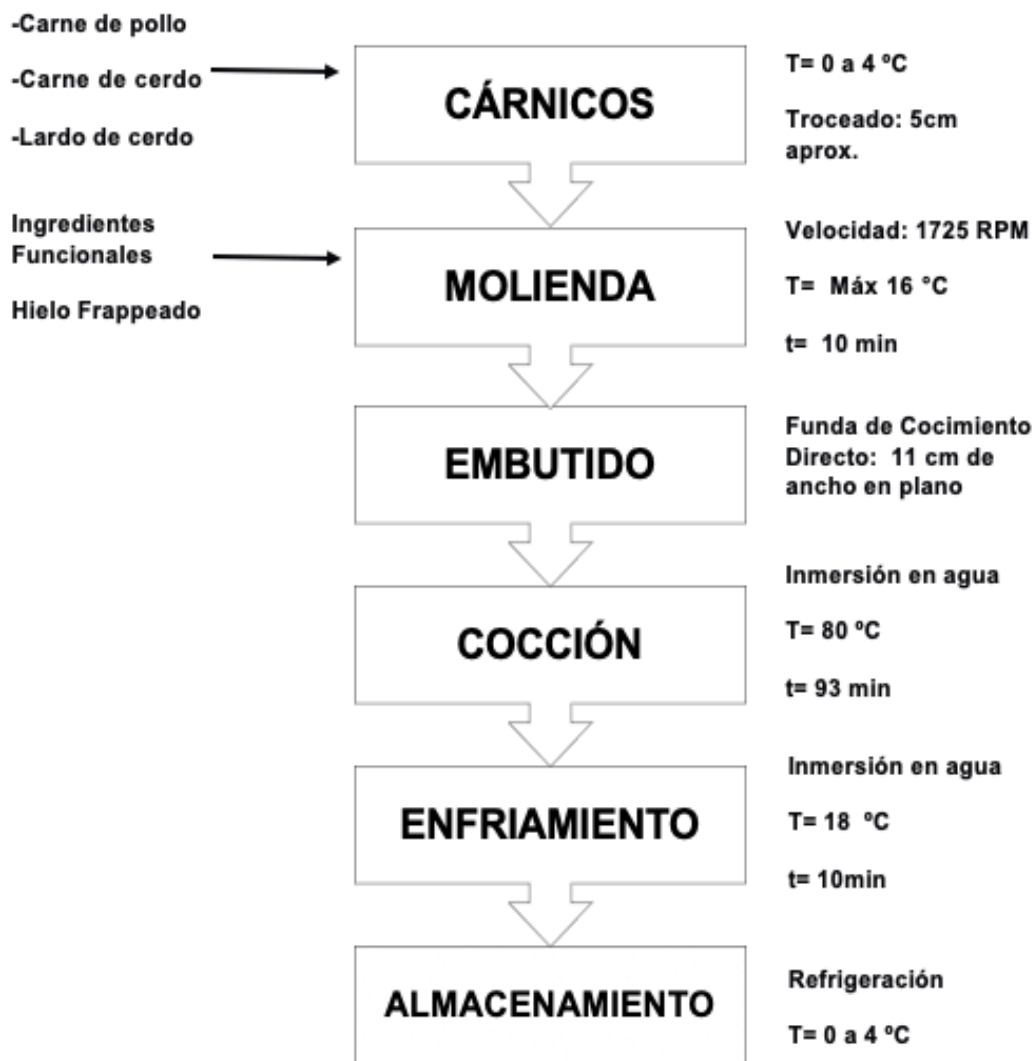 -Carne de pollo
-Carne de cerdo
-Lardo de cerdo
CÁRNICOS
T= 0 a 4 ºC
Troceado: 5cm
aprox.
Ingredientes
Funcionales
Hielo Frappeado
MOLIENDA
Velocidad: 1725 RPM
T= Máx 16 °C
t= 10 min
EMBUTIDO
Funda de Cocimiento
Directo: 11 cm de
ancho en plano
COCCIÓN
Inmersión en agua
T= 80 ºC
t= 93 min
ENFRIAMIENTO
Inmersión en agua
T= 18 ºC
t= 10min
ALMACENAMIENTO
Refrigeración
T= 0 a 4 ºC